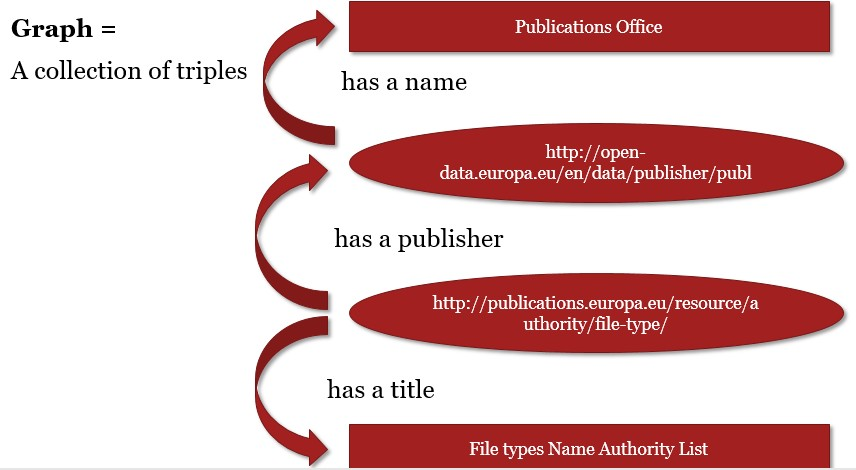 Graph =
A collection of triples
Publications Office
has a name
http://open-
data.europa.eu/en/data/publisher/publ
has a publisher
http://publications.europa.eu/resource/a
uthority/file-type/
has a title
File types Name Authority List